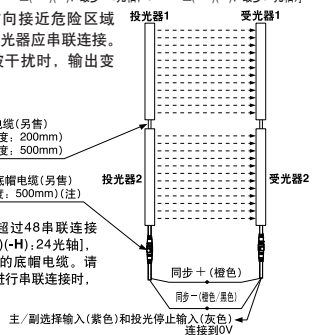 向接近危险区域
光器应串联连接。
波干扰时，输出变
投光器1
受光器1
电缆(另售)
度：200mm)
度：500mm)
底帽电缆(另售)
度：500mm)(注)
投光器2
受光器2
超过48串联连接
)(-H)：24光轴]，
的底帽电缆。请
进行串联连接时，
同步＋(橙色)
同步－(橙色/黑色)
主／副选择输入(紫色)和投光停止输入(灰色)
连接到0V